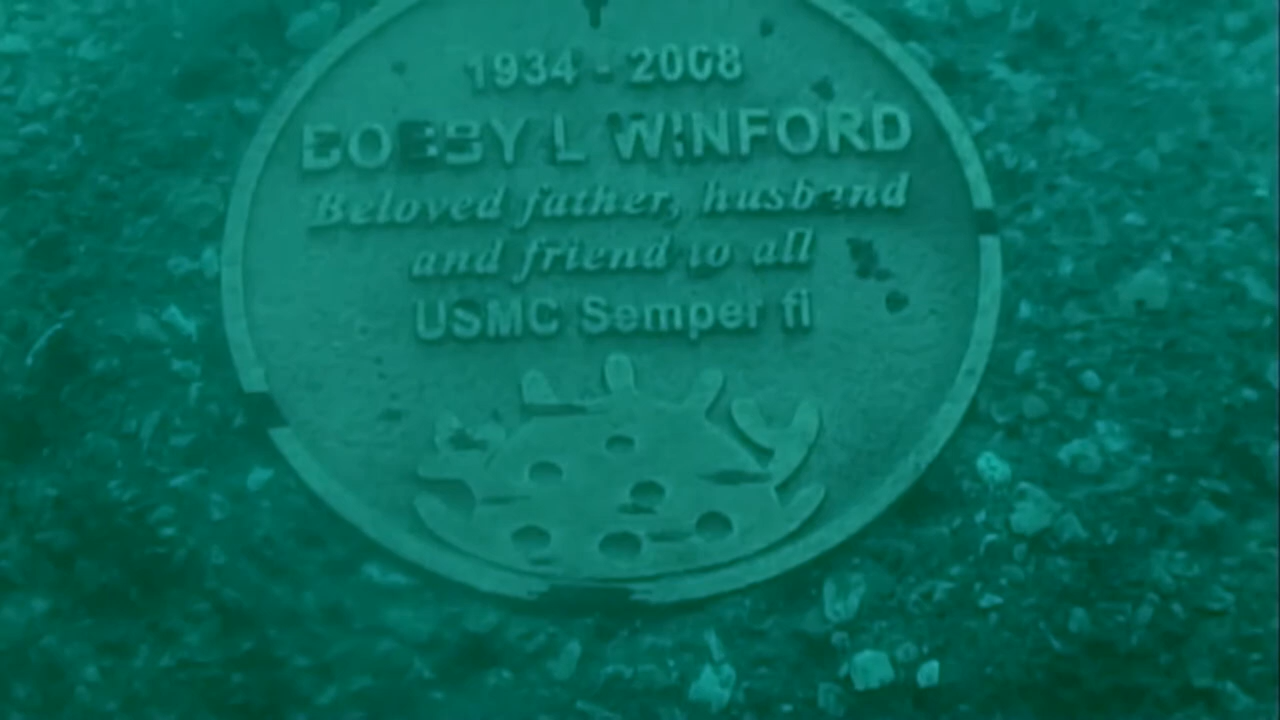 1934 - 2008
BOBBY L WINFORD
Beloved father, husband
and friend to all
USMC Semper fi